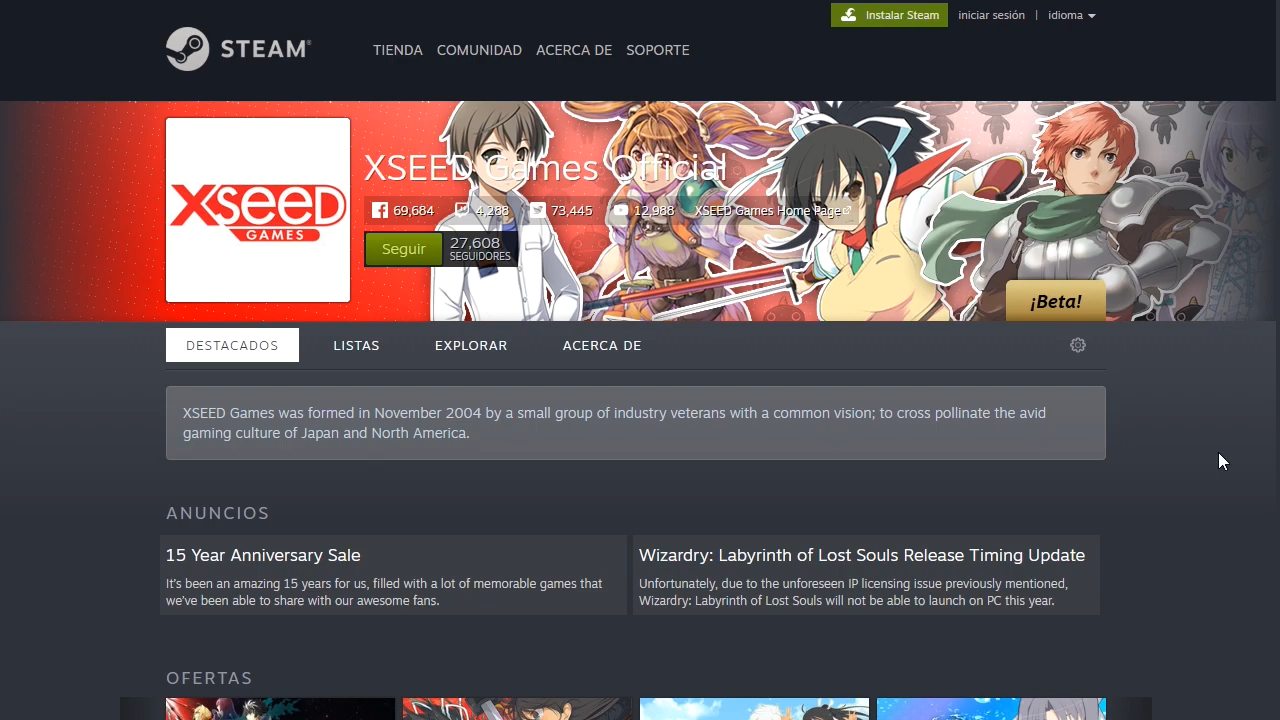 Instalar Steam
iniciar sesión | idioma
STEAM®
TIENDA COMUNIDAD ACERCA DE SOPORTE
XSEED
GAMES
XSEED Games Official
69,684 4,288 73,445 12,988 XSEED Games Home Page
Seguir
27,608
SEGUIDORES
¡Beta!
DESTACADOS LISTAS EXPLORAR ACERCA DE
XSEED Games was formed in November 2004 by a small group of industry veterans with a common vision; to cross pollinate the avid
gaming culture of Japan and North America.
ANUNCIOS
15 Year Anniversary Sale
It's been an amazing 15 years for us, filled with a lot of memorable games that
we've been able to share with our awesome fans.
Wizardry: Labyrinth of Lost Souls Release Timing Update
Unfortunately, due to the unforeseen IP licensing issue previously mentioned,
Wizardry: Labyrinth of Lost Souls will not be able to launch on PC this year.
OFERTAS